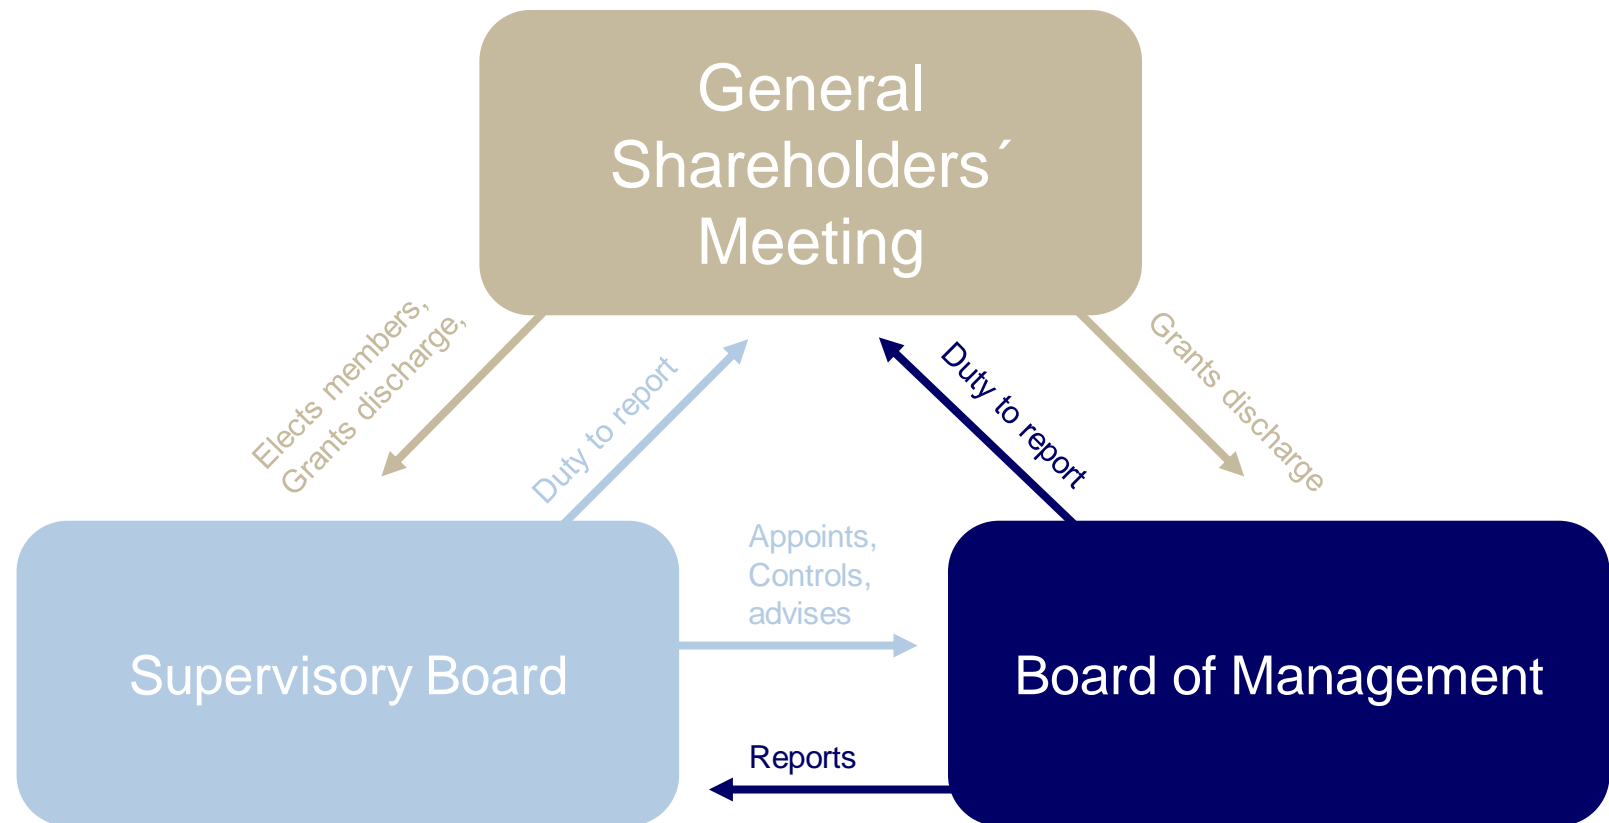 General
Shareholders´
Meeting
Elects members,
Grants discharge,
Duty to report
Duty to report
Grants discharge
Appoints,
Controls,
advises
Supervisory Board
Board of Management
Reports